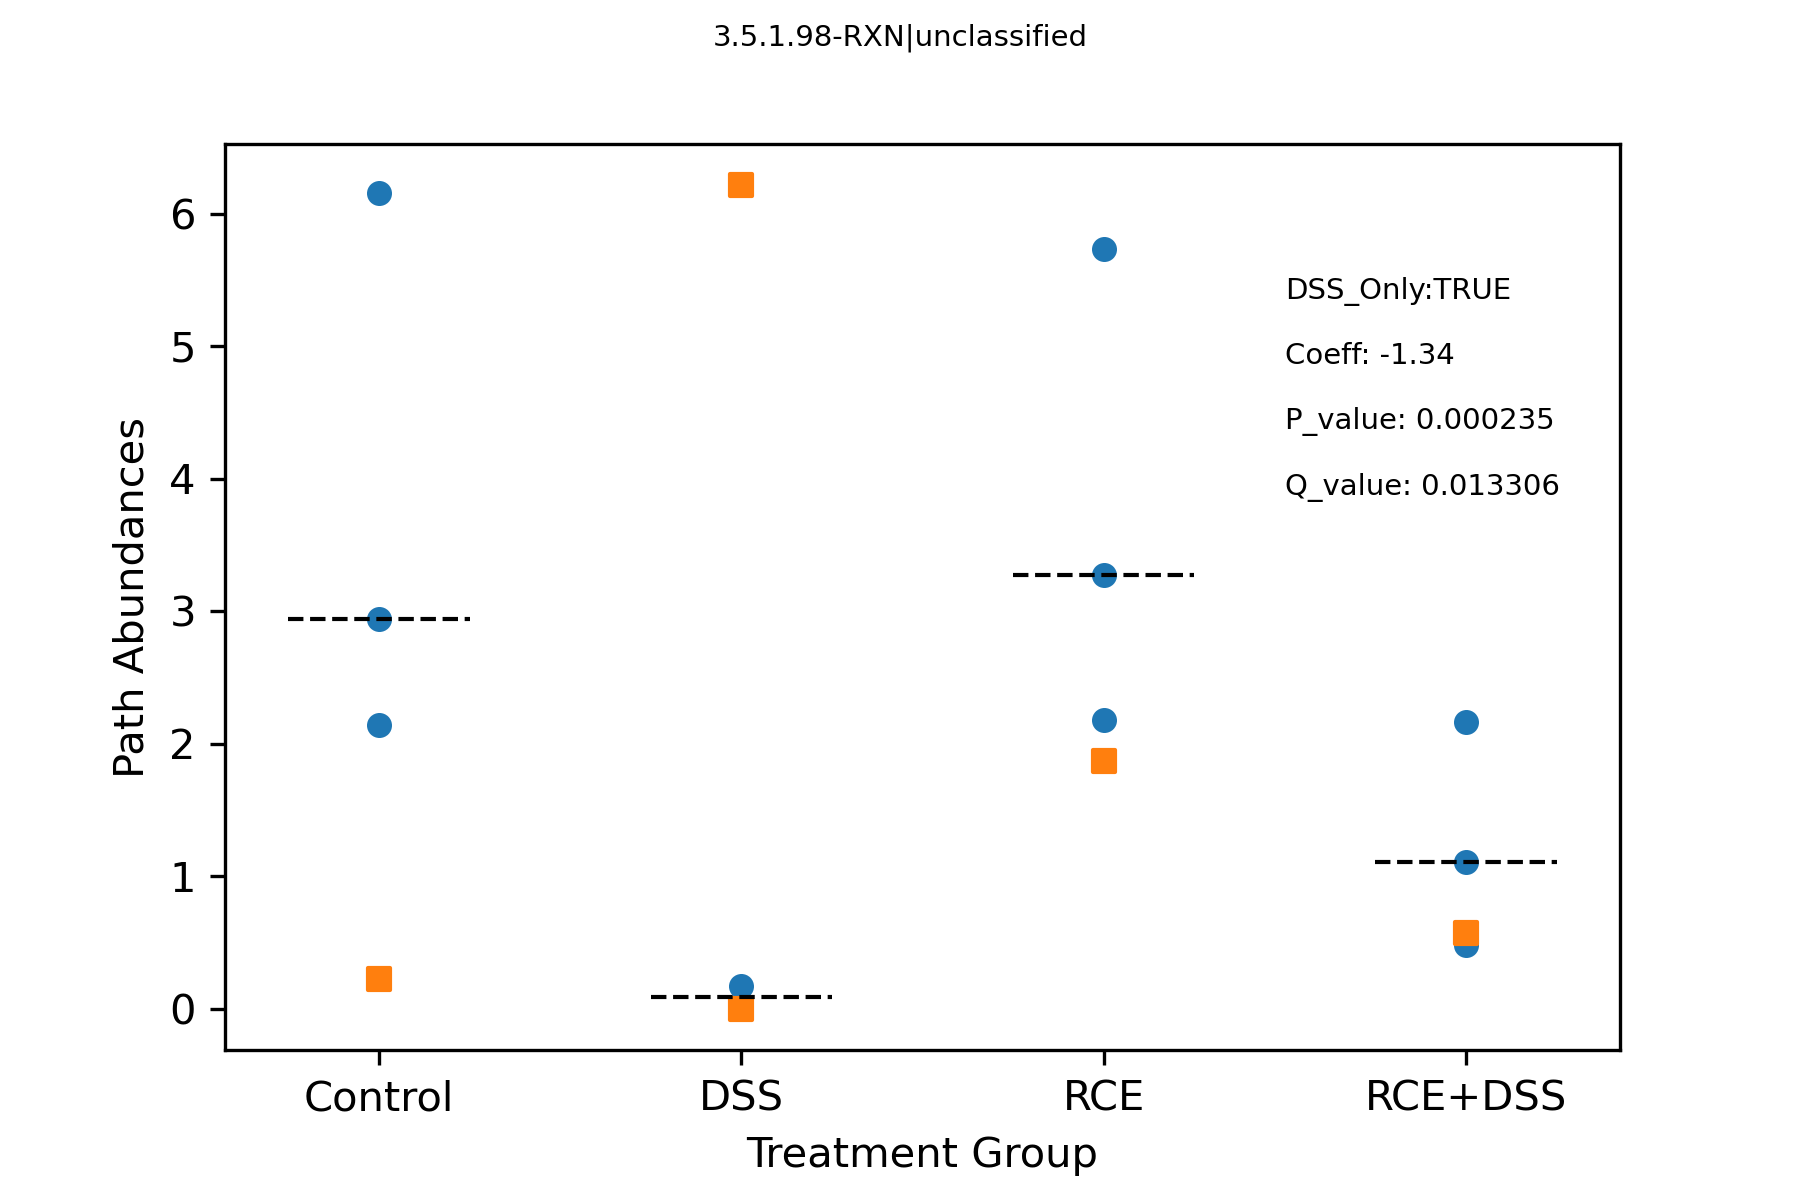 3.5.1.98-RXN|unclassified
6
5
4
3
2
1
0
Path Abundances
DSS_Only:TRUE
Coeff: -1.34
P_value: 0.000235
Q_value: 0.013306
Control DSS RCE RCE+DSS
Treatment Group